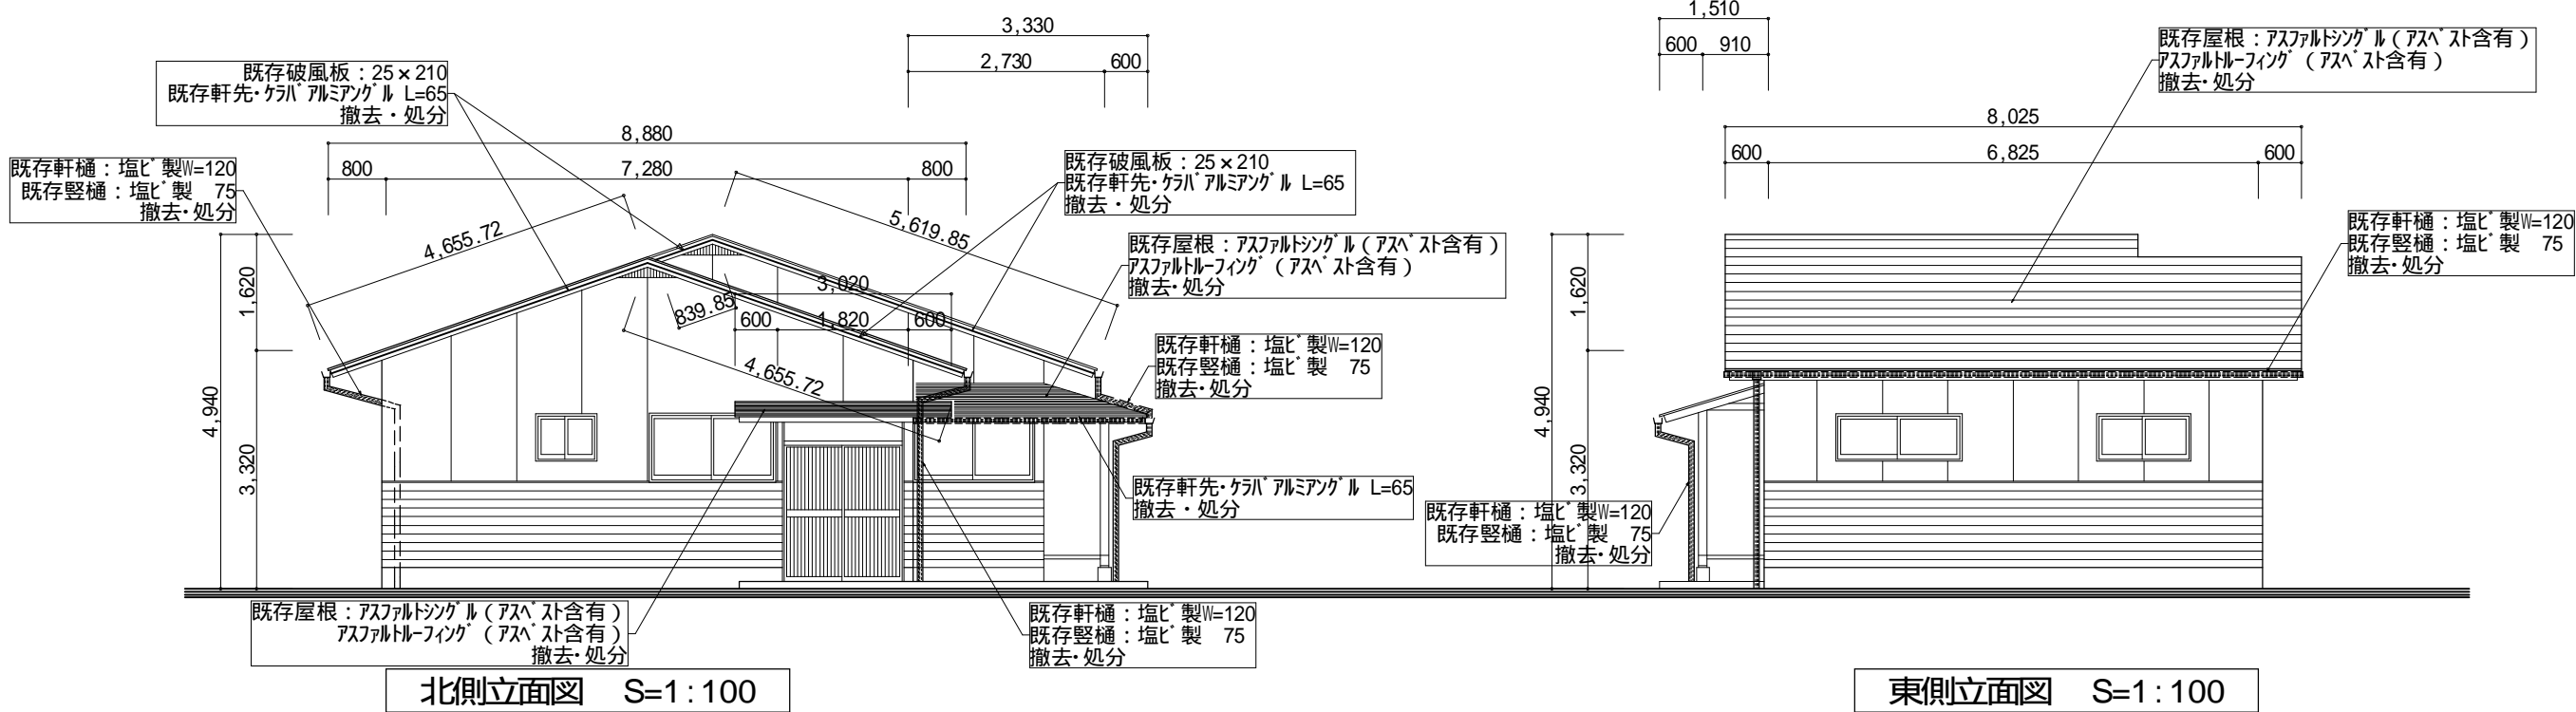 3,330
2,730
600
既存破風板：25×210
既存軒先・ケラバアルミアングル L=65
撤去・処分
8,880
800
7,280
800
既存軒樋：塩ビ製W=120
既存竪樋：塩ビ製 75
撤去・処分
既存破風板：25×210
既存軒先・ケラバアルミアングル L=65
撤去・処分
4,655.72
5,619.85
既存屋根：アスファルトシングル（アスベスト含有）
アスファルトルーフィング（アスベスト含有）
撤去・処分
1,620
3,020
839.85
600
1,820
600
既存軒樋：塩ビ製W=120
既存竪樋：塩ビ製 75
撤去・処分
4,655.72
4,940
3,320
既存軒先・ケラバアルミアングル L=65
撤去・処分
既存屋根：アスファルトシングル（アスベスト含有）
アスファルトルーフィング（アスベスト含有）
撤去・処分
既存軒樋：塩ビ製W=120
既存竪樋：塩ビ製 75
撤去・処分
北側立面図 S=1:100
1,510
600
910
既存屋根：アスファルトシングル（アスベスト含有）
アスファルトルーフィング（アスベスト含有）
撤去・処分
8,025
600
6,825
600
既存軒樋：塩ビ製W=120
既存竪樋：塩ビ製 75
撤去・処分
1,620
4,940
3,320
既存軒樋：塩ビ製W=120
既存竪樋：塩ビ製 75
撤去・処分
東側立面図 S=1:100